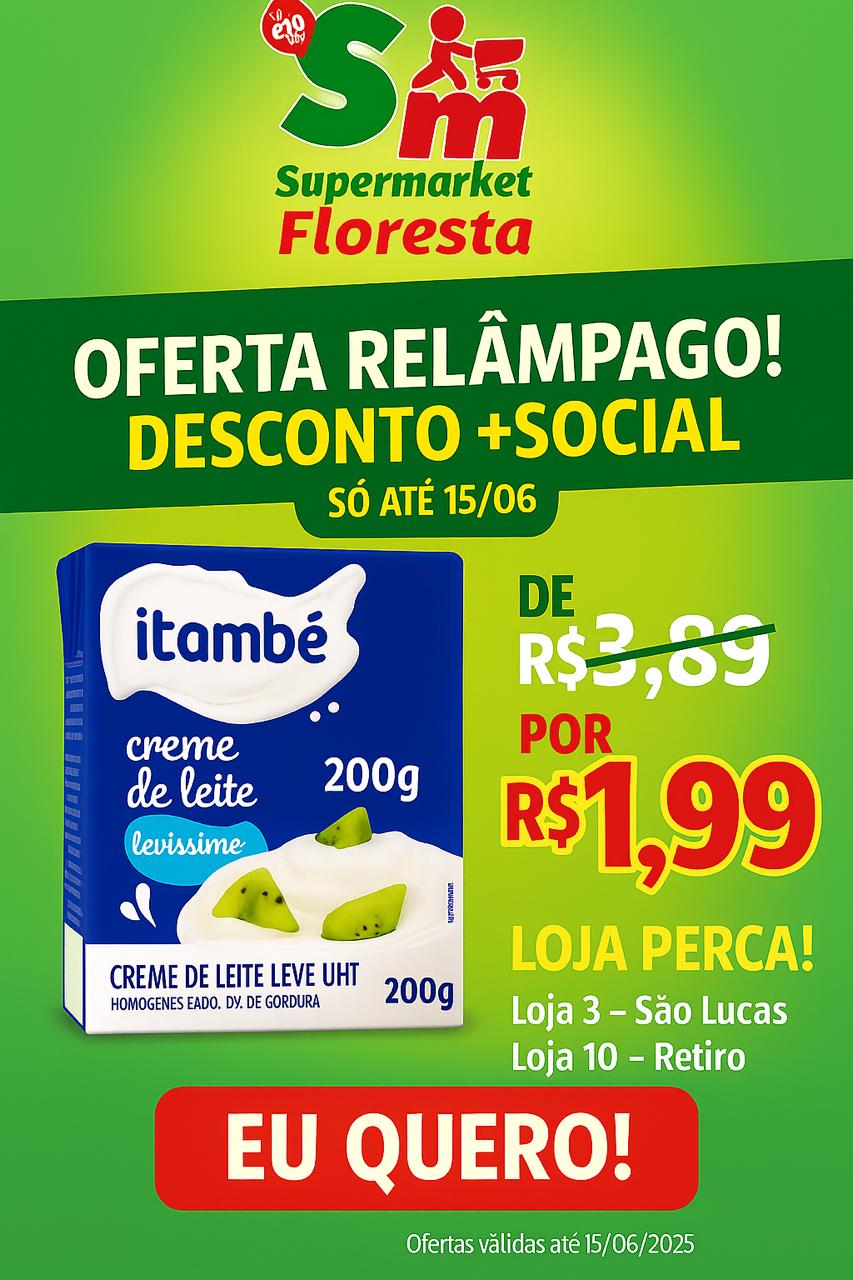 Sm
Supermarket
Floresta
OFERTA RELÂMPAGO!
DESCONTO +SOCIAL
SÓ ATÉ 15/06
itambé
creme
de leite
200g
levissime
CREME DE LEITE LEVE UHT
HOMOGENES EADO. DY. DE GORDURA
200g
DE
R$3,89
POR
R$1,99
LOJA PERCA!
Loja 3 – São Lucas
Loja 10 – Retiro
EU QUERO!
Ofertas vălidas até 15/06/2025